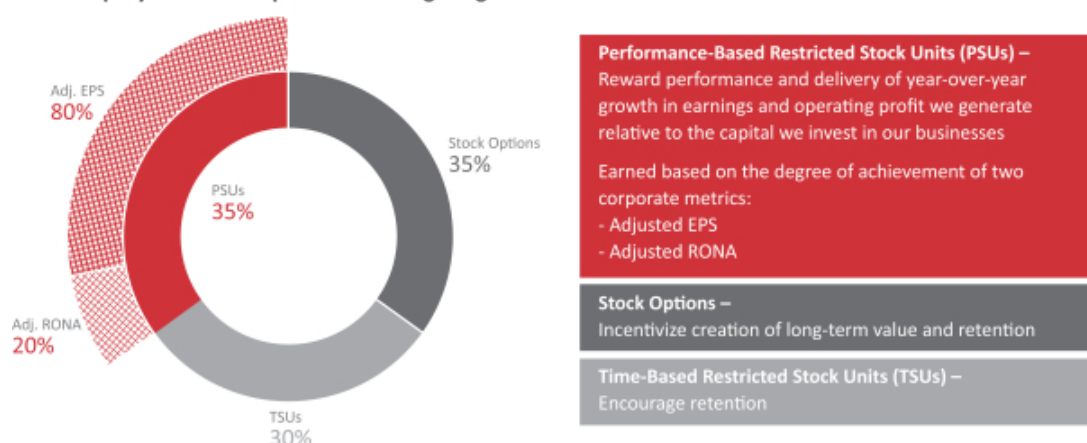 Adj. EPS
80%
Stock Options
35%
PSUs
35%
Adj. RONA
20%
TSUs
30%
Performance-Based Restricted Stock Units (PSUs) –
Reward performance and delivery of year-over-year
growth in earnings and operating profit we generate
relative to the capital we invest in our businesses
Earned based on the degree of achievement of two
corporate metrics:
- Adjusted EPS
- Adjusted RONA
Stock Options –
Incentivize creation of long-term value and retention
Time-Based Restricted Stock Units (TSUs) –
Encourage retention